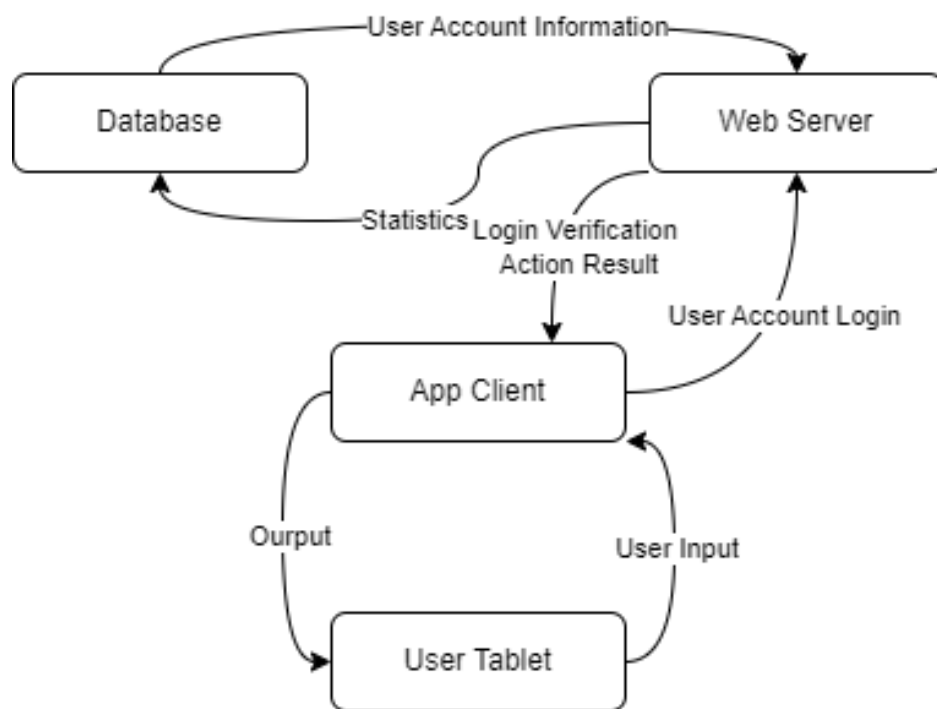 User Account Information
Database
Web Server
Statistics
Login Verification
Action Result
User Account Login
App Client
Ourput
User Input
User Tablet